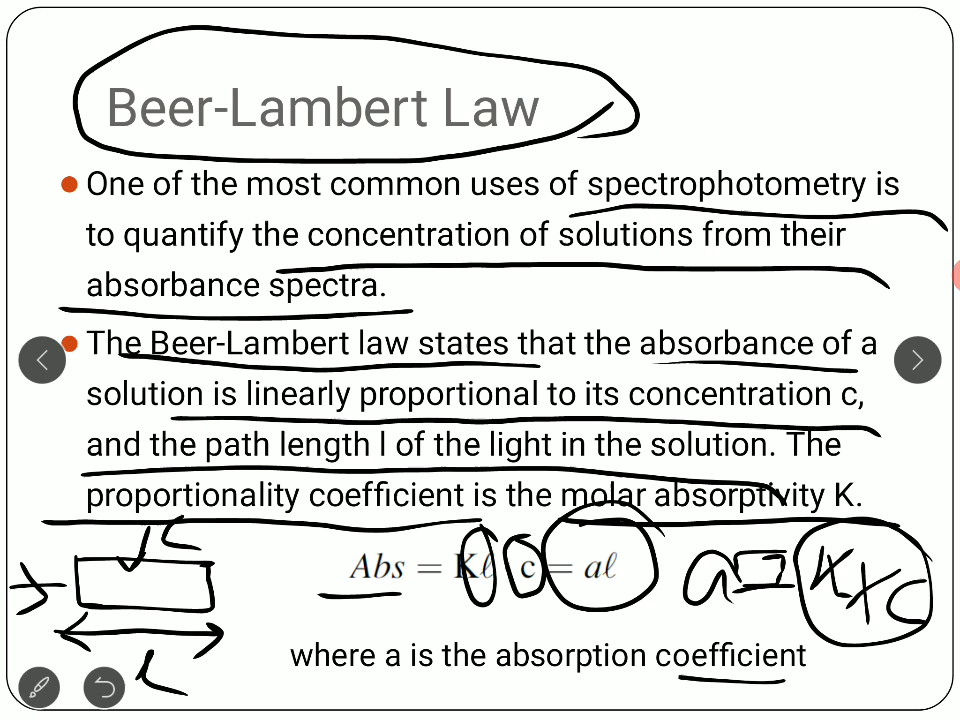 Beer-Lambert Law
One of the most common uses of spectrophotometry is
to quantify the concentration of solutions from their
absorbance spectra.
The Beer-Lambert law states that the absorbance of a
solution is linearly proportional to its concentration c,
and the path length l of the light in the solution. The
proportionality coefficient is the molar absorptivity K.
Abs = Kℓ c = aℓ
a = K x c
where a is the absorption coefficient